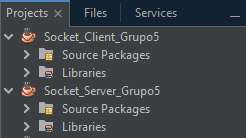 Projects Files Services
Socket_Client_Grupo5
Source Packages
Libraries
Socket_Server_Grupo5
Source Packages
Libraries